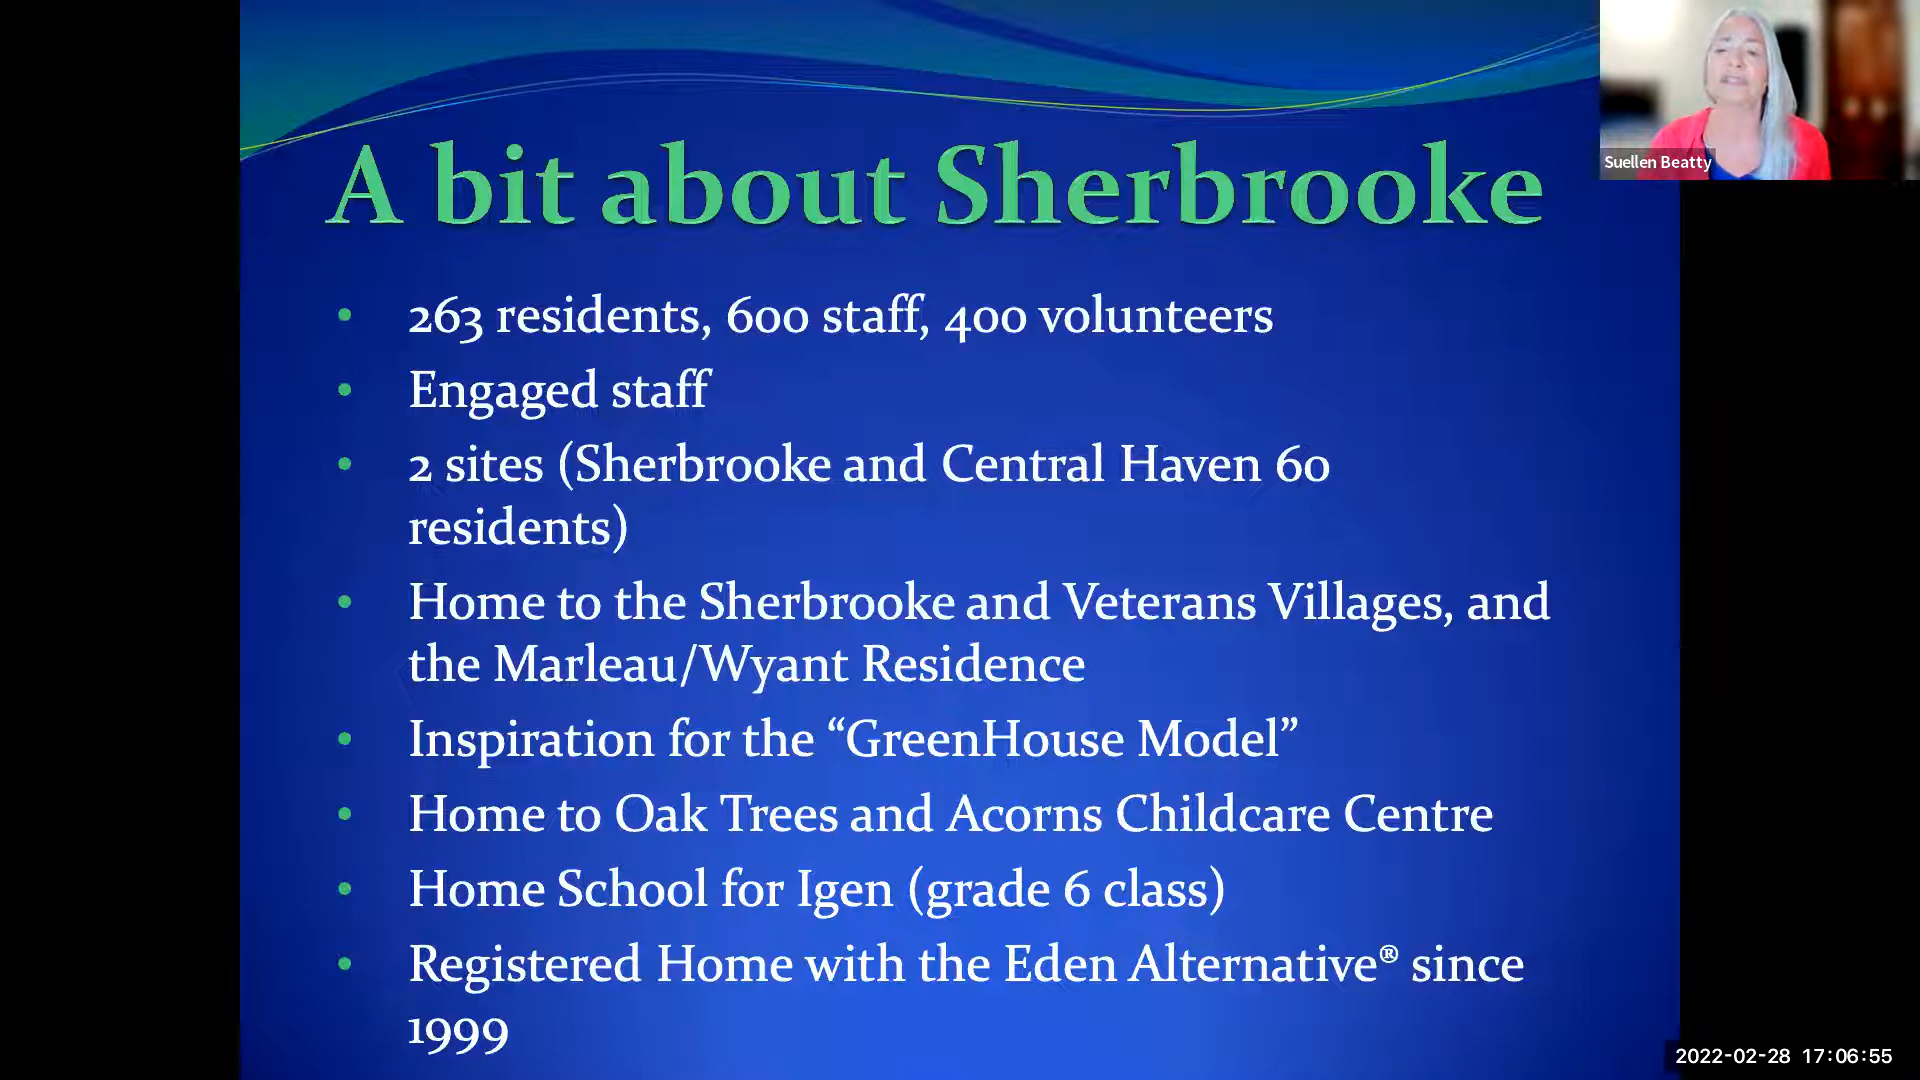 A bit about Sherbrooke
Suellen Beatty
• 263 residents, 600 staff, 400 volunteers
• Engaged staff
• 2 sites (Sherbrooke and Central Haven 60
residents)
• Home to the Sherbrooke and Veterans Villages, and
the Marleau/Wyant Residence
• Inspiration for the “GreenHouse Model”
• Home to Oak Trees and Acorns Childcare Centre
• Home School for Igen (grade 6 class)
• Registered Home with the Eden Alternative® since
1999
2022-02-28 17:06:55